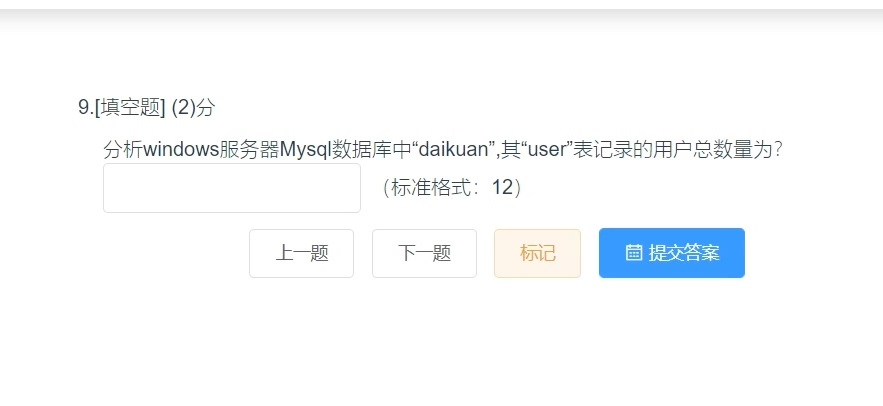 9.[填空题] (2)分
分析windows服务器Mysql数据库中“daikuan”,其“user”表记录的用户总数量为?
（标准格式：12）
上一题 下一题 标记 提交答案